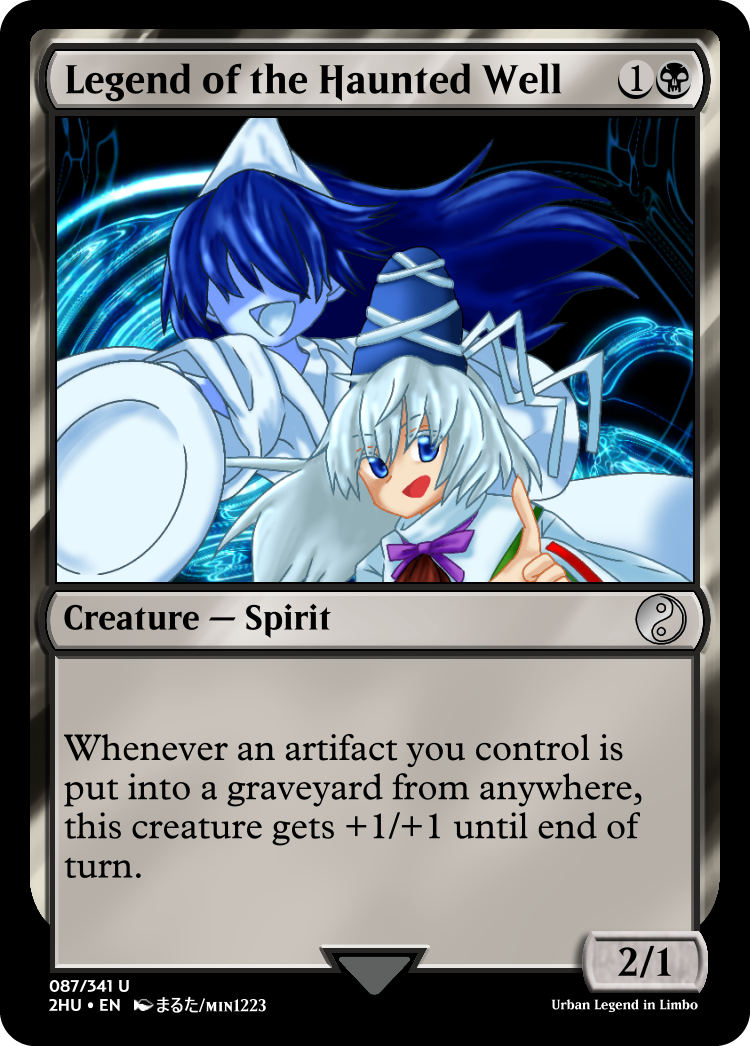 Legend of the Haunted Well 1
Creature — Spirit
Whenever an artifact you control is
put into a graveyard from anywhere,
this creature gets +1/+1 until end of
turn.
2/1
087/341 U
2HU • EN まるた/MIN1223
Urban Legend in Limbo